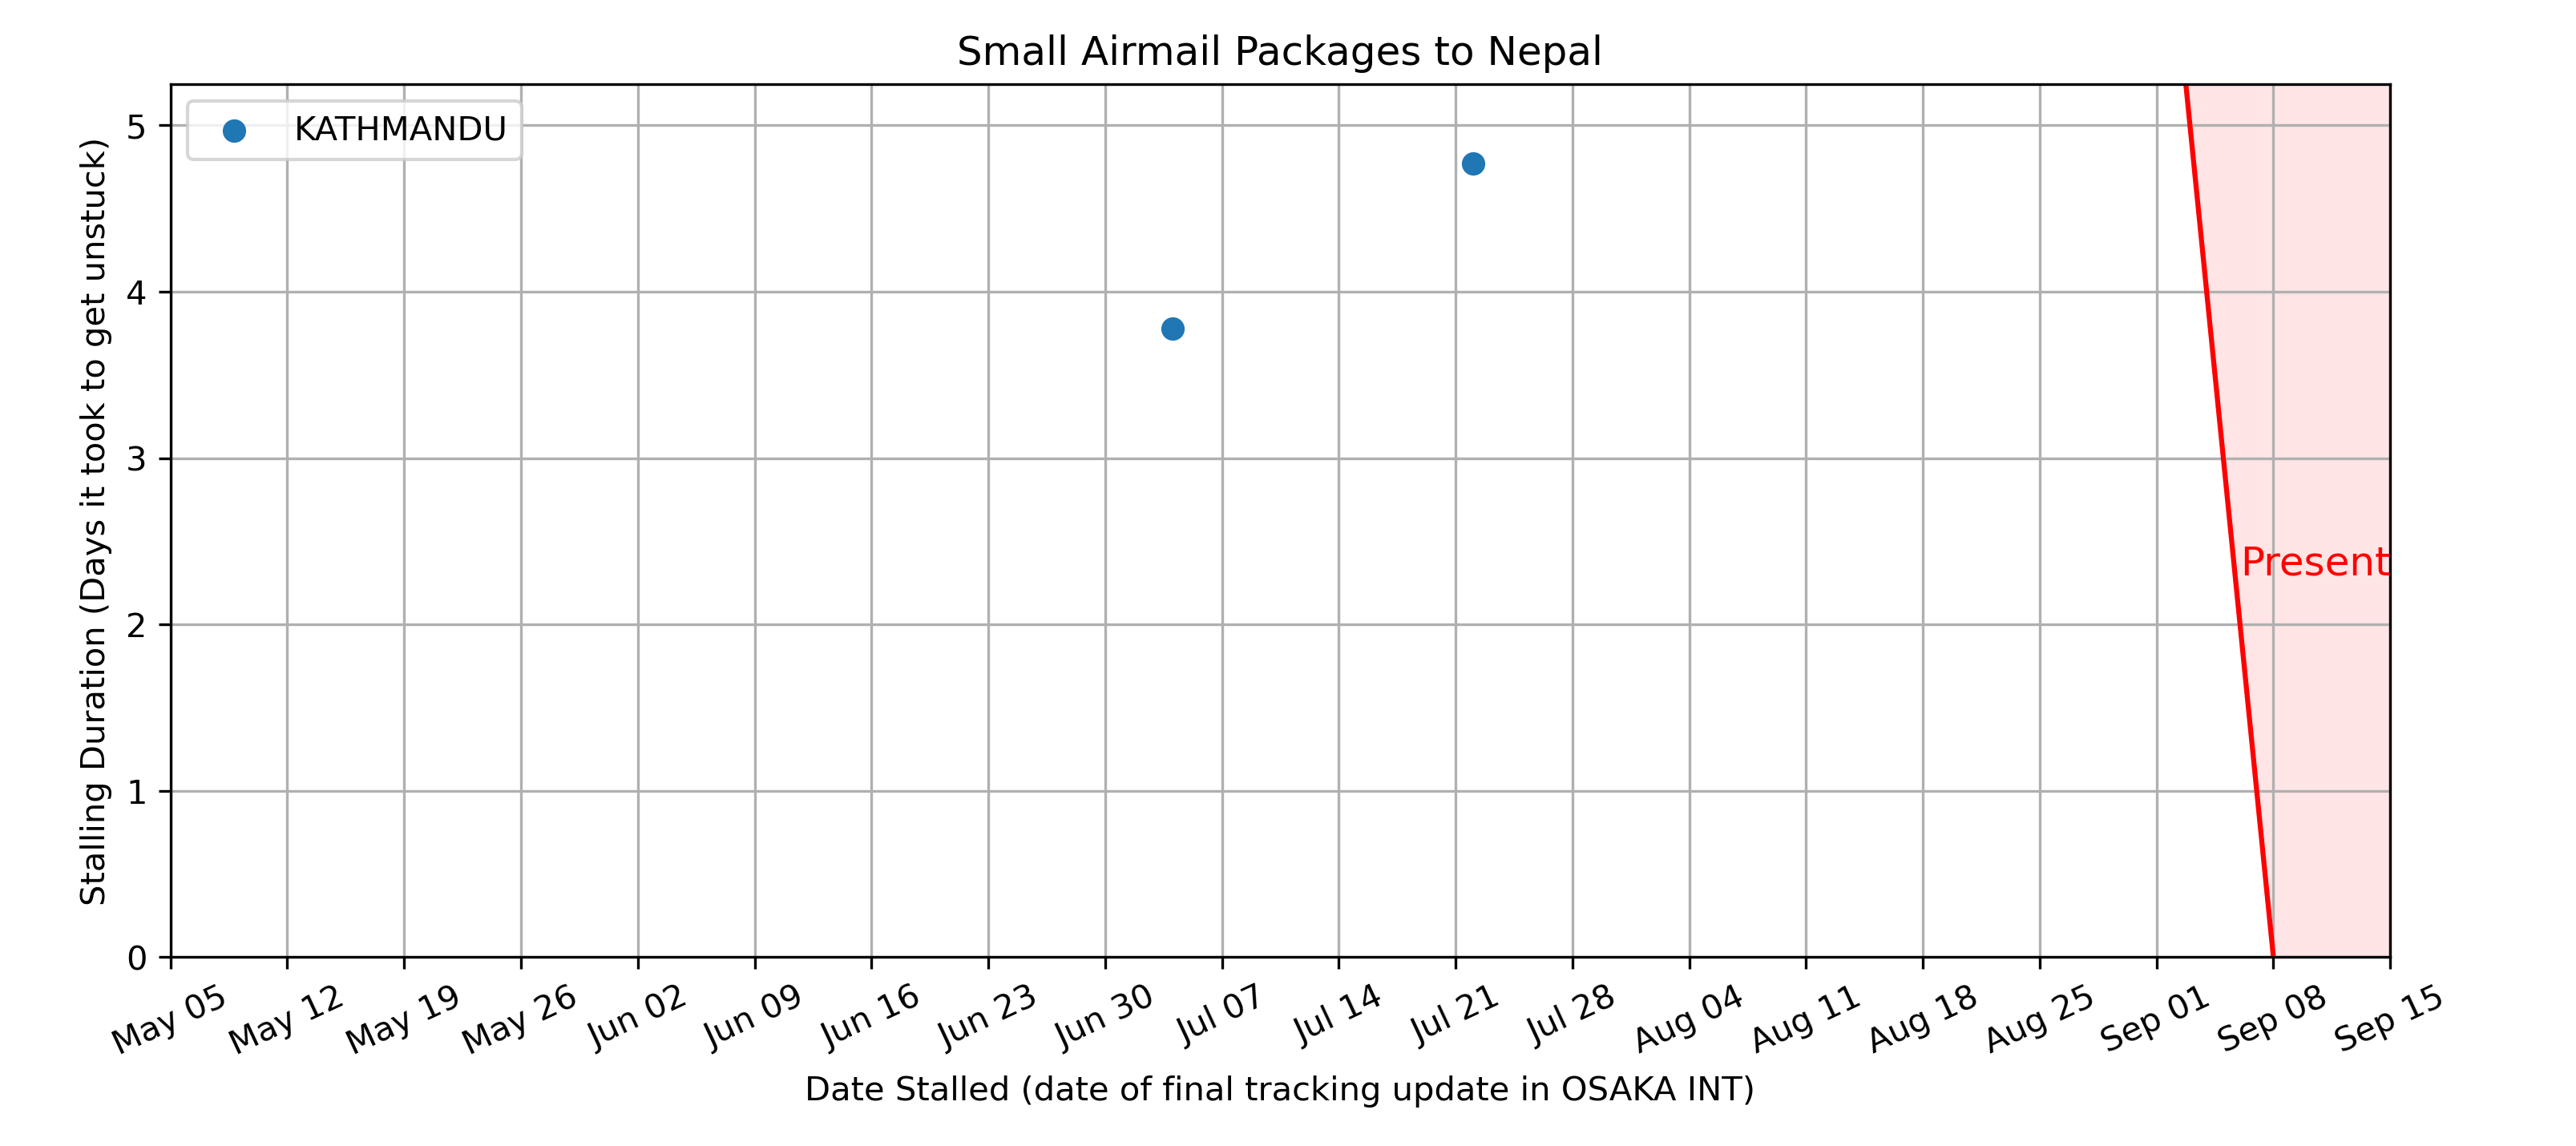 Small Airmail Packages to Nepal
KATHMANDU
Stalling Duration (Days it took to get unstuck)
5
4
3
2
1
0
Present
May 05
May 12
May 19
May 26
Jun 02
Jun 09
Jun 16
Jun 23
Jun 30
Jul 07
Jul 14
Jul 21
Jul 28
Aug 04
Aug 11
Aug 18
Aug 25
Sep 01
Sep 08
Sep 15
Date Stalled (date of final tracking update in OSAKA INT)